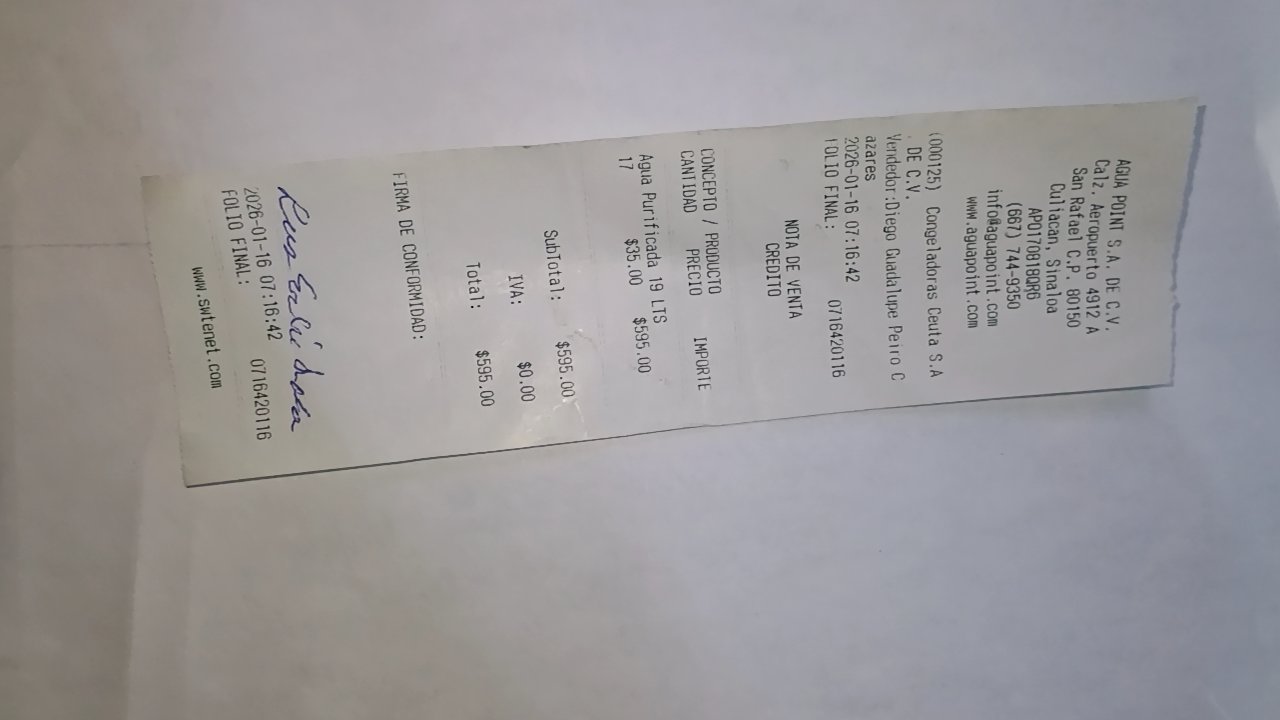 AGUA POINT S.A. DE C.V.
Calz. Aeropuerto 4912 A
San Rafael C.P. 80150
Culiacan, Sinaloa
APO170818QR6
(667) 744-9350
info@aguapoint.com
www.aguapoint.com
(000125) Congeladoras Ceuta S.A
. DE C.V.
Vendedor:Diego Guadalupe Peiro C
azares
2026-01-16 07:16:42
FOLIO FINAL: 0716420116
NOTA DE VENTA
CREDITO
CONCEPTO / PRODUCTO
CANTIDAD PRECIO IMPORTE
Agua Purificada 19 LTS
17 $35.00 $595.00
SubTotal: $595.00
IVA: $0.00
Total: $595.00
FIRMA DE CONFORMIDAD:
Luis
2026-01-16 07:16:42
FOLIO FINAL: 0716420116
www.swtenet.com